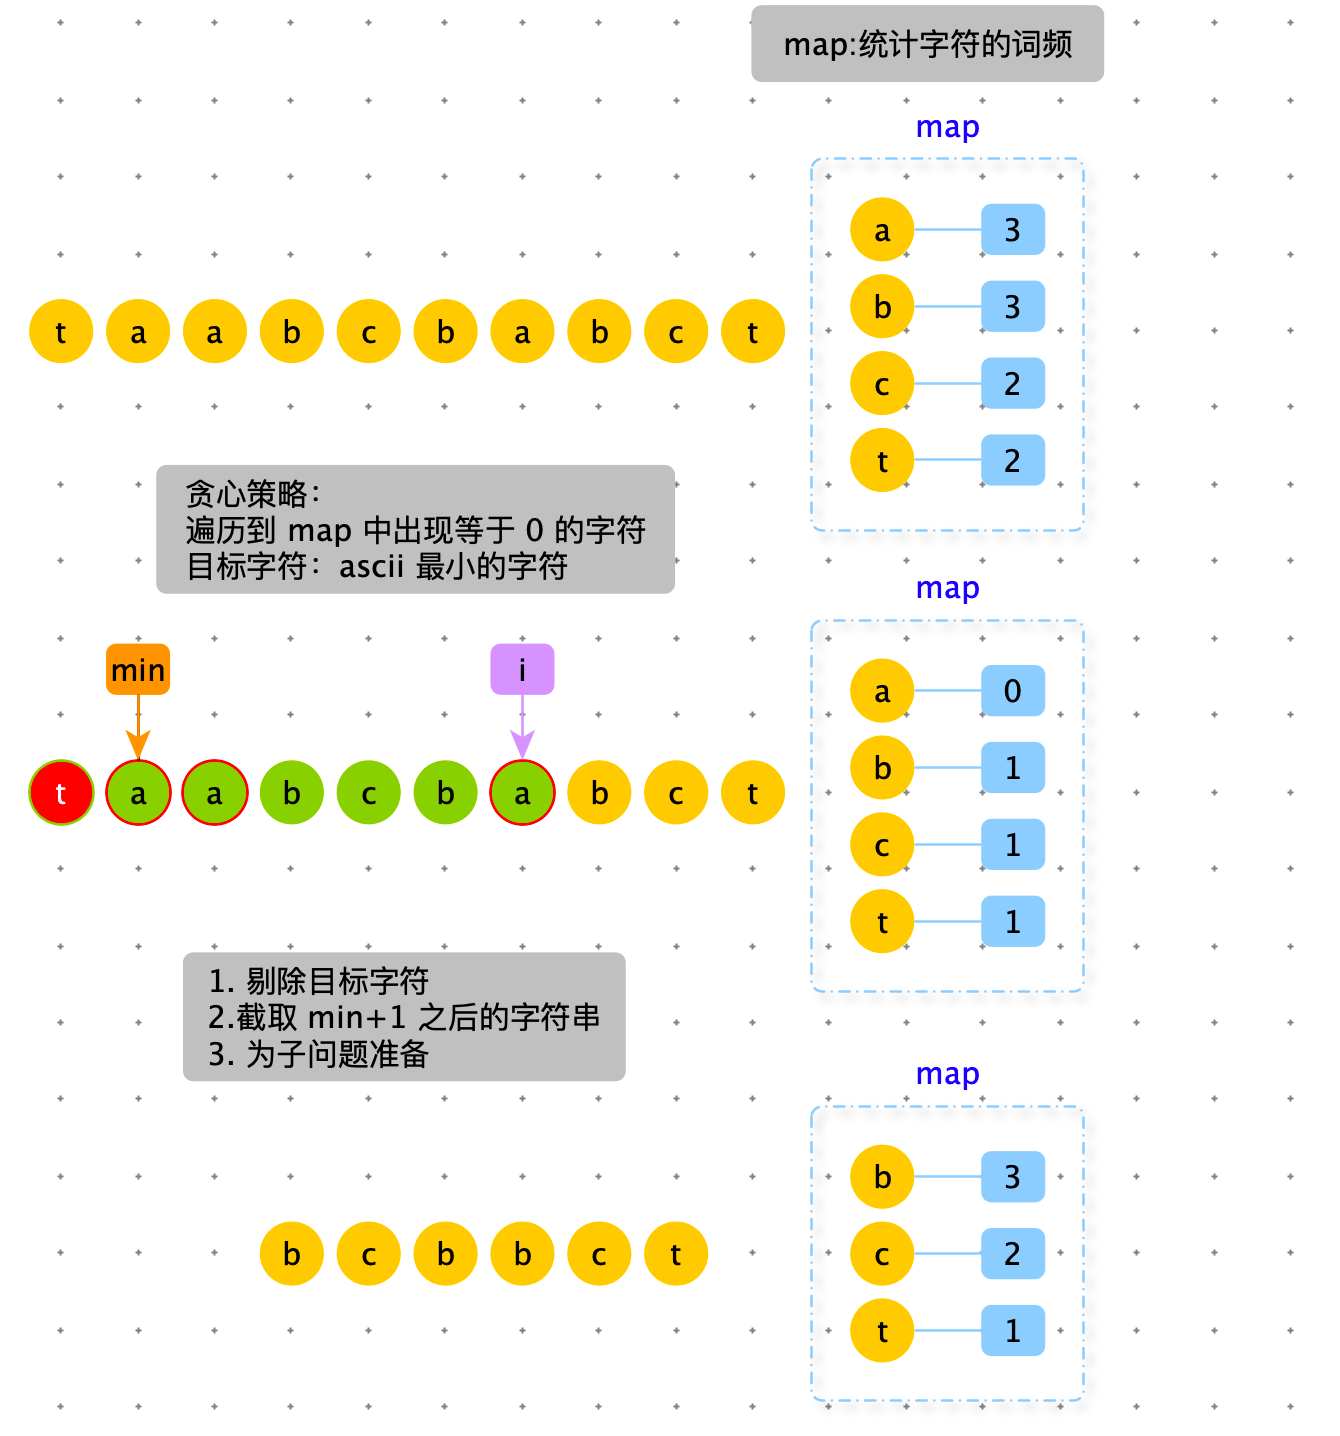 map:统计字符的词频
map
a 3
b 3
t a a b c b a b c t
c 2
t 2
贪心策略：
遍历到 map 中出现等于 0 的字符
目标字符：ascii 最小的字符
map
min i
a 0
b 1
t a a b c b a b c t
c 1
t 1
1. 剔除目标字符
2.截取 min+1 之后的字符串
3. 为子问题准备
map
b 3
b c b b c t
c 2
t 1